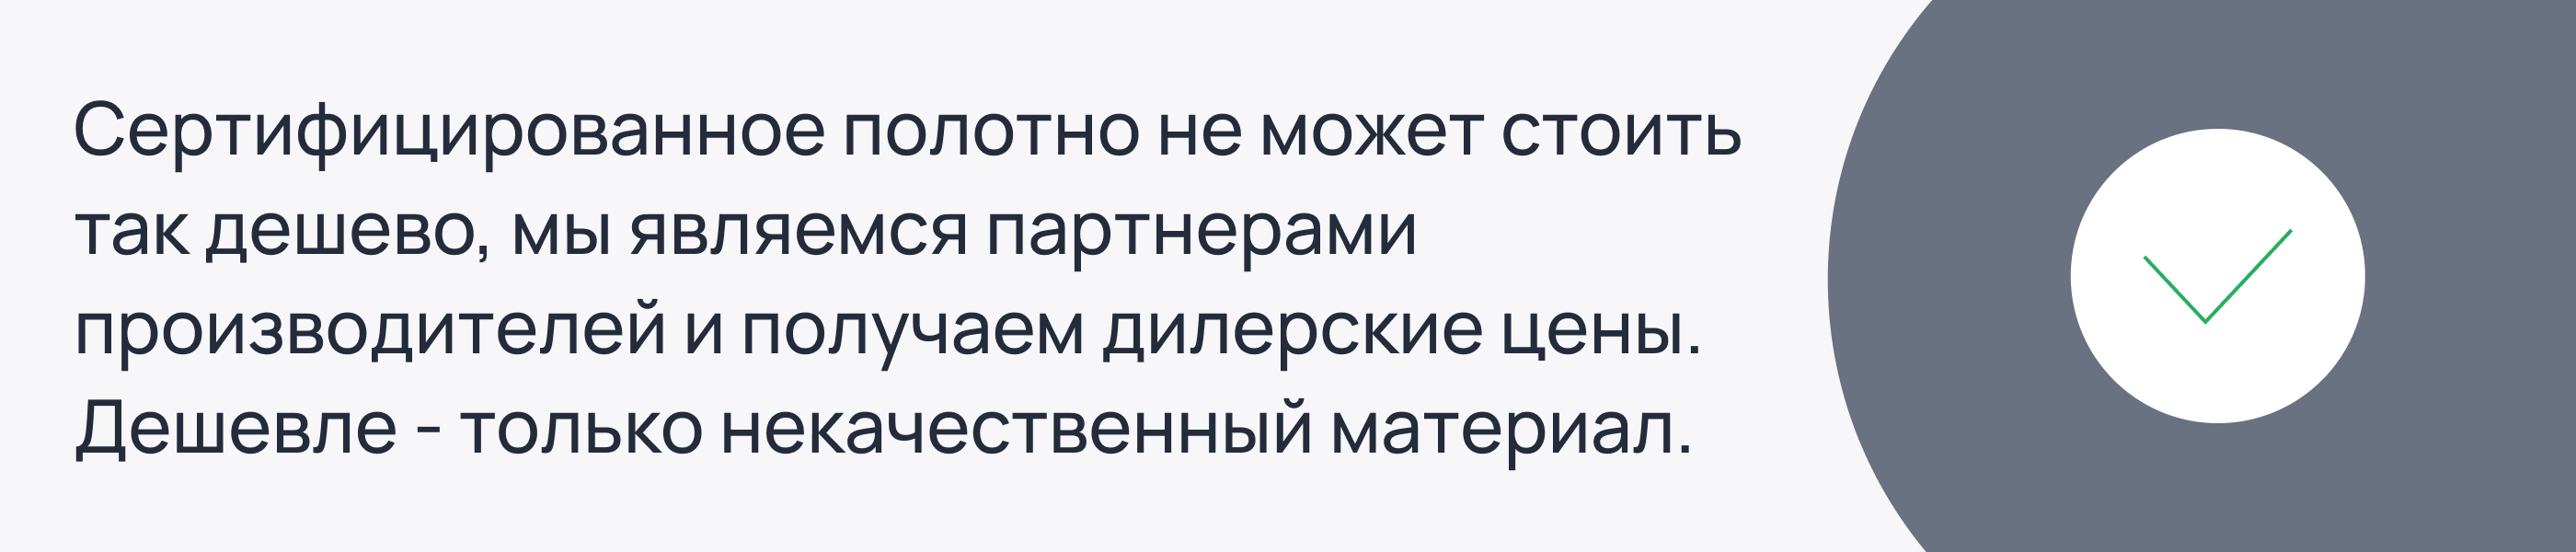 Сертифицированное полотно не может стоить
так дешево, мы являемся партнерами
производителей и получаем дилерские цены.
Дешевле - только некачественный материал.